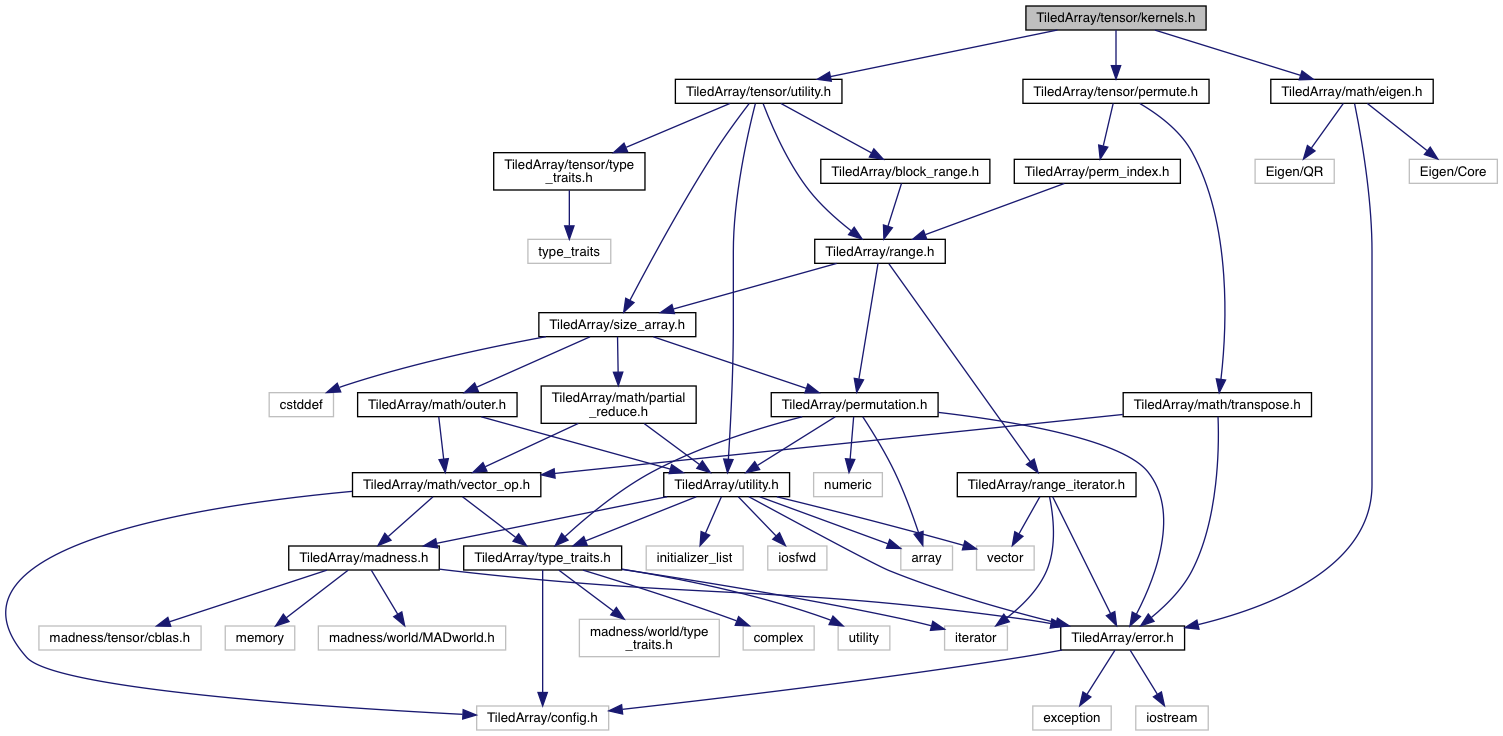 TiledArray/tensor/kernels.h
TiledArray/tensor/utility.h
TiledArray/tensor/permute.h
TiledArray/math/eigen.h
TiledArray/tensor/type
_traits.h
TiledArray/block_range.h
TiledArray/perm_index.h
Eigen/QR
Eigen/Core
type_traits
TiledArray/range.h
TiledArray/size_array.h
cstddef
TiledArray/math/outer.h
TiledArray/math/partial
_reduce.h
TiledArray/permutation.h
TiledArray/math/transpose.h
TiledArray/math/vector_op.h
TiledArray/utility.h
numeric
TiledArray/range_iterator.h
TiledArray/madness.h
TiledArray/type_traits.h
initializer_list
iosfwd
array
vector
madness/tensor/cblas.h
memory
madness/world/MADworld.h
madness/world/type
_traits.h
complex
utility
iterator
TiledArray/error.h
TiledArray/config.h
exception
iostream